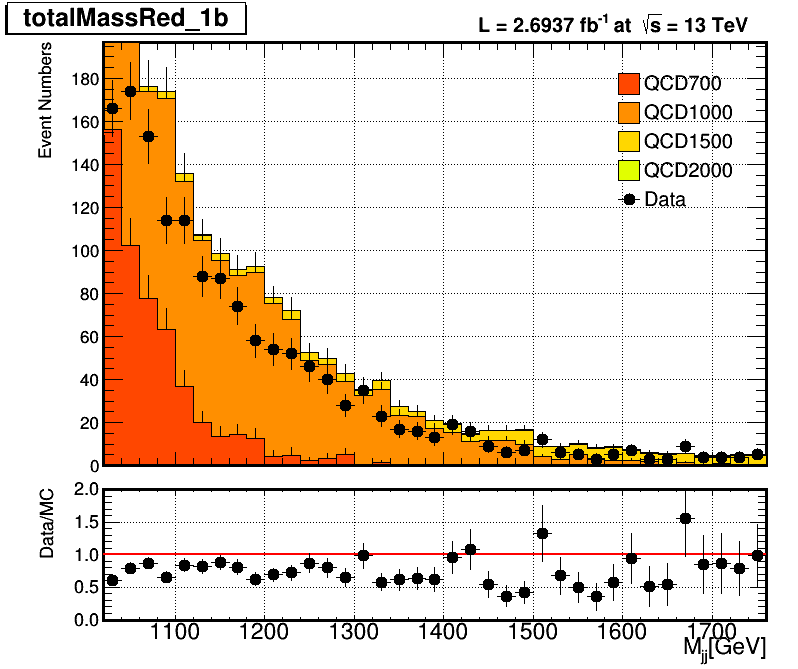 totalMassRed_1b
L = 2.6937 fb⁻¹ at √s = 13 TeV
Event Numbers
180
160
140
120
100
80
60
40
20
0
QCD700
QCD1000
QCD1500
QCD2000
Data
Data/MC
2.0
1.5
1.0
0.5
0.0
1100 1200 1300 1400 1500 1600 1700
Mjj[GeV]